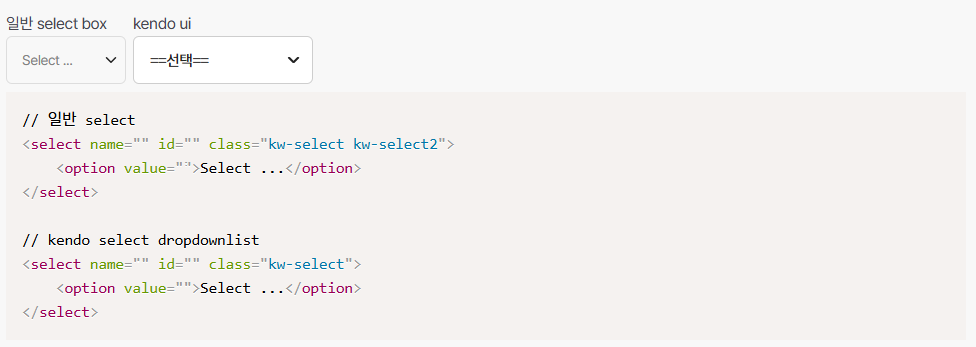 일반 select box
kendo ui
Select ...
==선택==
// 일반 select
<select name="" id="" class="kw-select kw-select2">
    <option value="">Select ...</option>
</select>
// kendo select dropdownlist
<select name="" id="" class="kw-select">
    <option value="">Select ...</option>
</select>